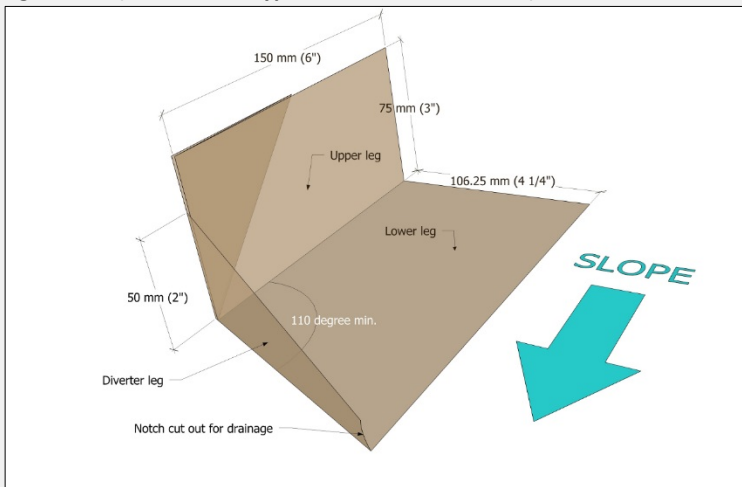 150 mm (6")
75 mm (3")
Upper leg
106.25 mm (4 1/4")
Lower leg
SLOPE
50 mm (2")
110 degree min.
Diverter leg
Notch cut out for drainage